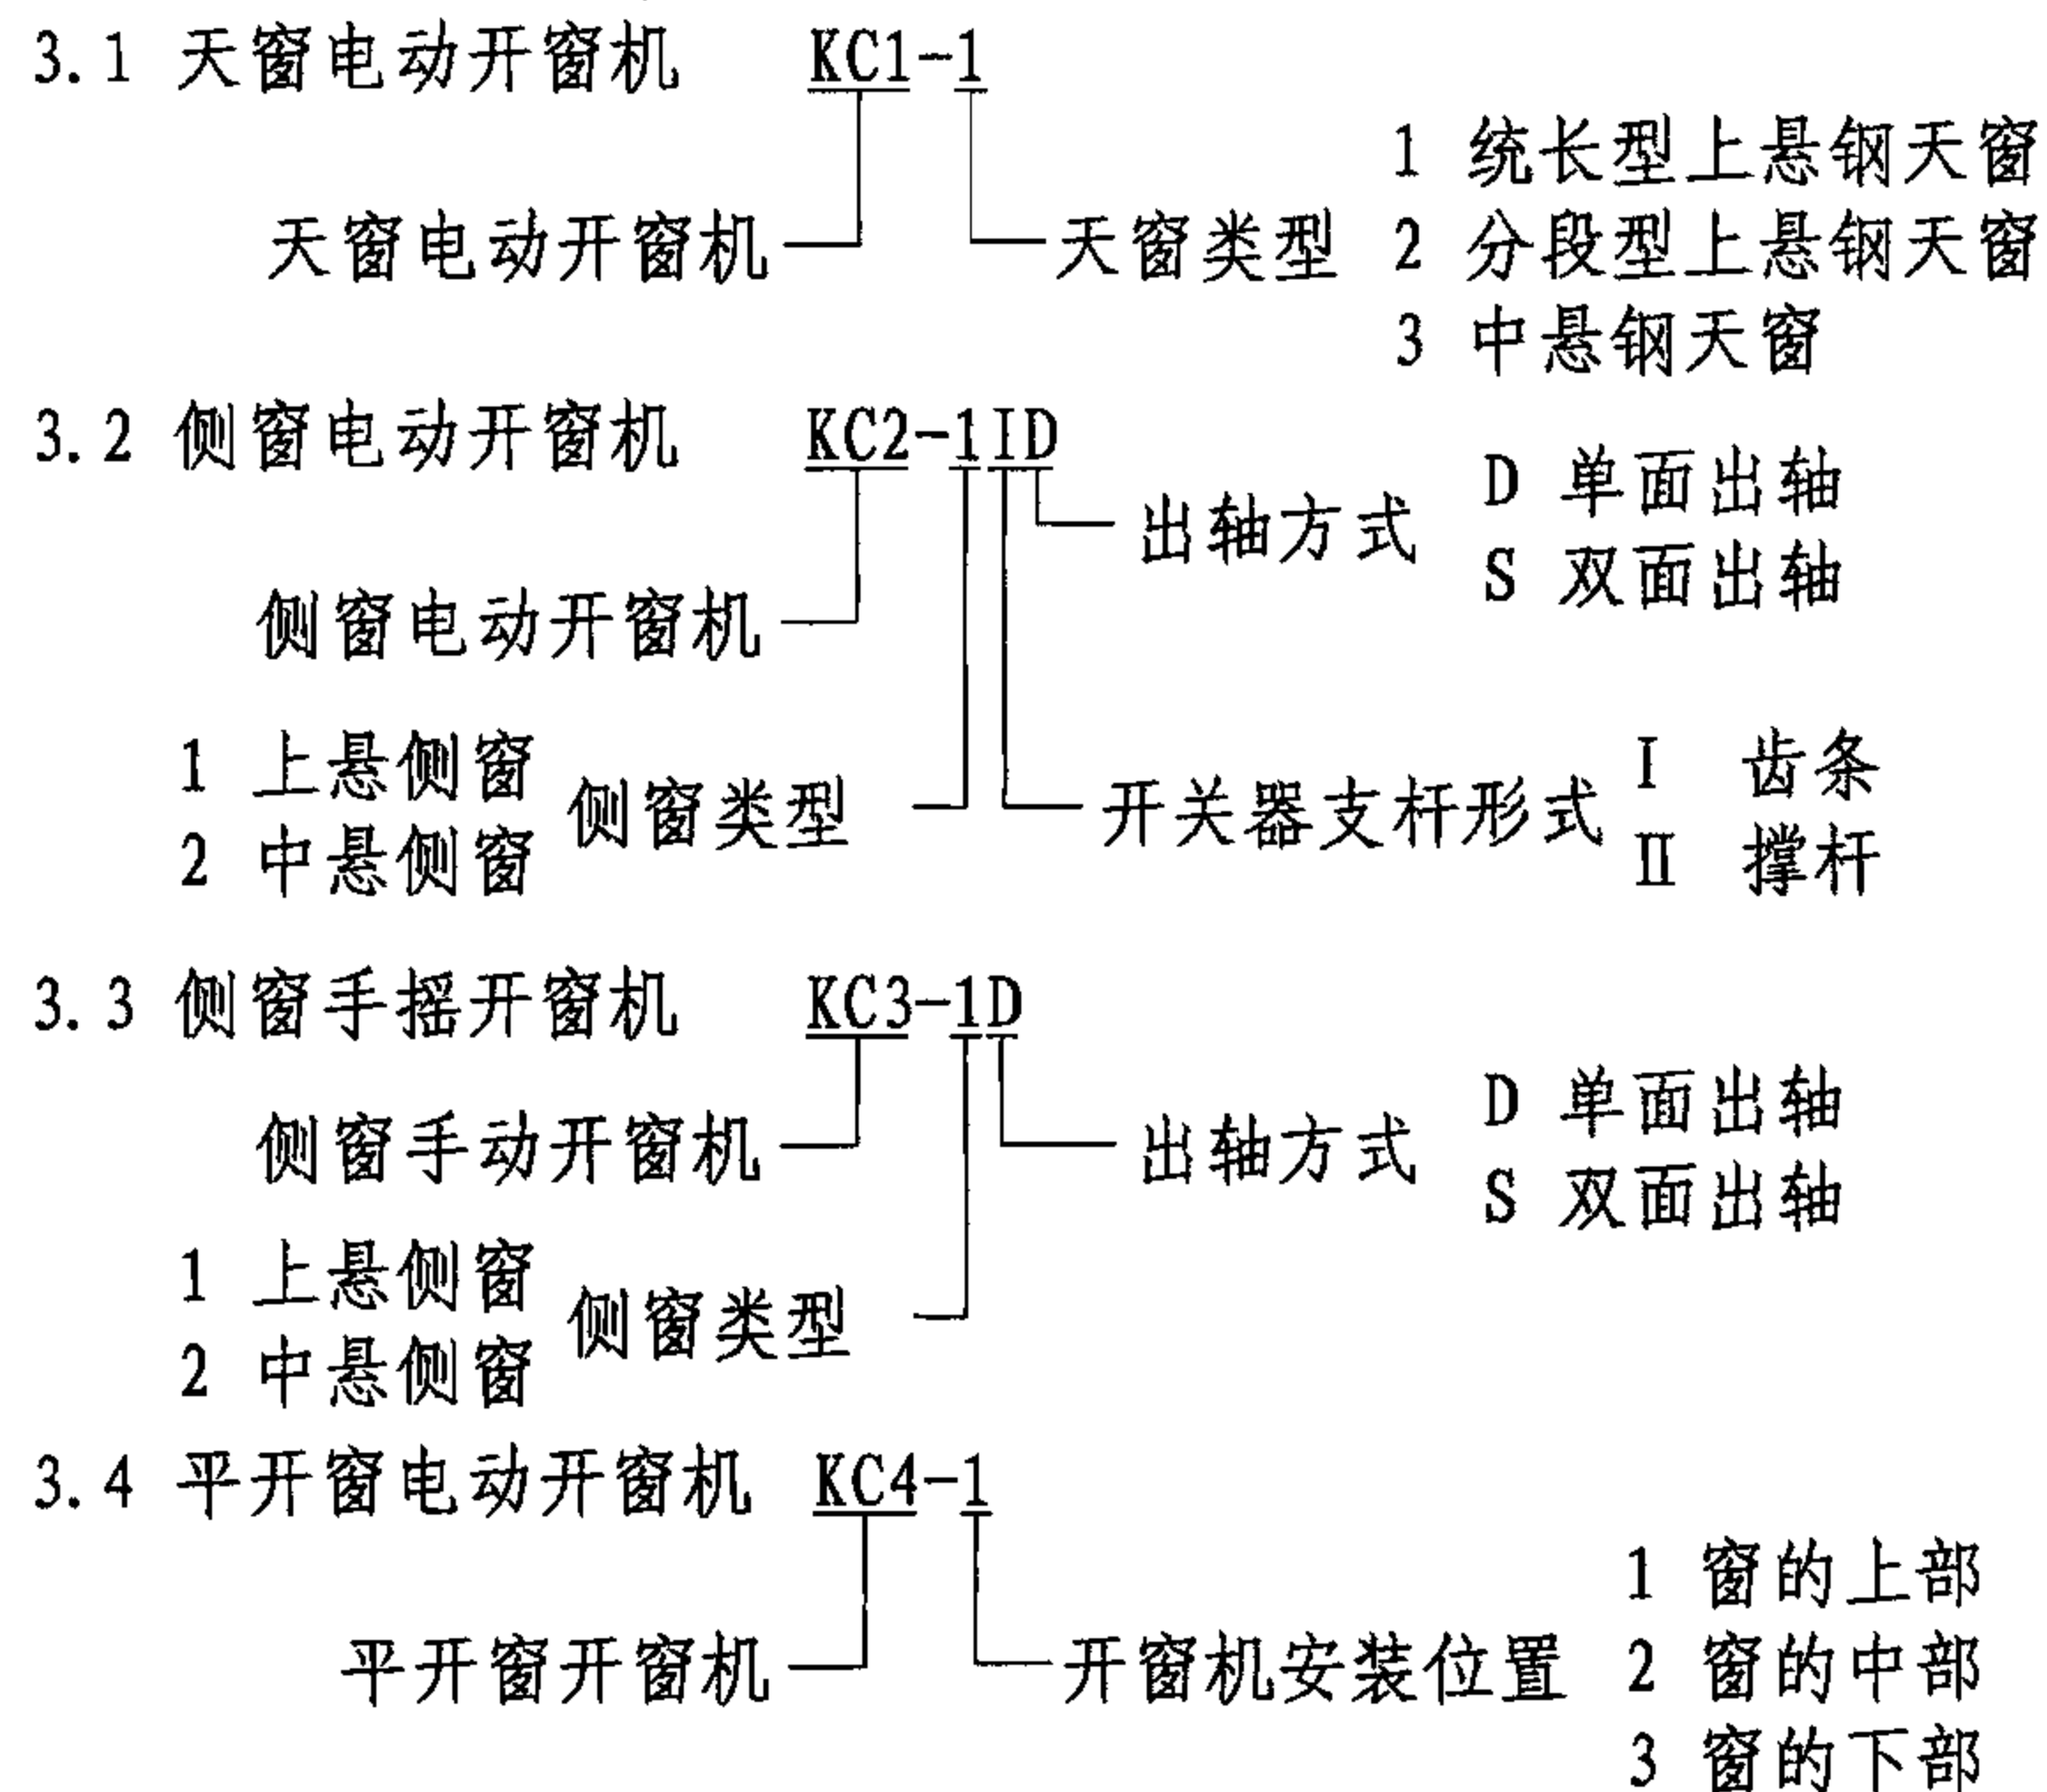 3.1 天窗电动开窗机 KC1-1
1 统长型上悬钢天窗
天窗电动开窗机 天窗类型 2 分段型上悬钢天窗
3 中悬钢天窗
3.2 侧窗电动开窗机 KC2-1ID
D 单面出轴
出轴方式
S 双面出轴
侧窗电动开窗机
1 上悬侧窗
2 中悬侧窗
侧窗类型
开关器支杆形式
I 齿条
II 撑杆
3.3 侧窗手摇开窗机 KC3-1D
D 单面出轴
侧窗手动开窗机 出轴方式
S 双面出轴
1 上悬侧窗
2 中悬侧窗
侧窗类型
3.4 平开窗电动开窗机 KC4-1
1 窗的上部
平开窗开窗机 开窗机安装位置 2 窗的中部
3 窗的下部